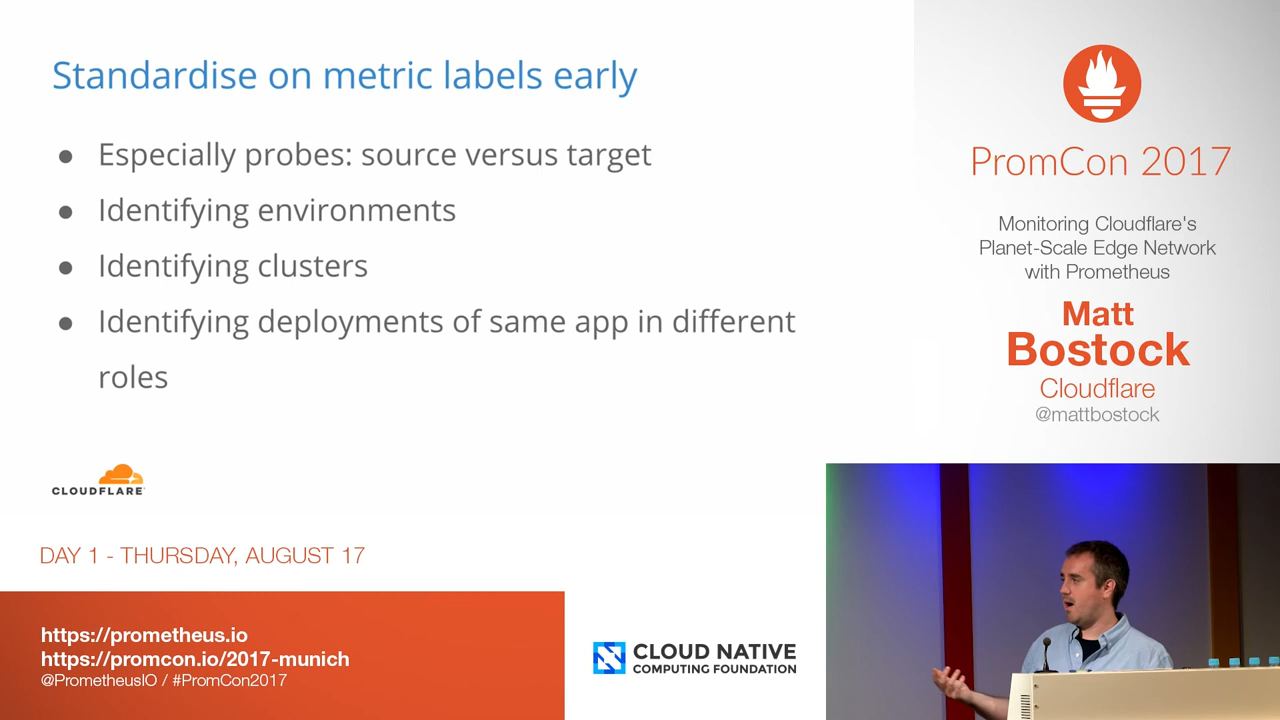 Standardise on metric labels early
● Especially probes: source versus target
● Identifying environments
● Identifying clusters
● Identifying deployments of same app in different
roles
CLOUDFLARE
DAY 1 - THURSDAY, AUGUST 17
https://prometheus.io
https://promcon.io/2017-munich
@PrometheusIO / #PromCon2017
CLOUD NATIVE
COMPUTING FOUNDATION
PromCon 2017
Monitoring Cloudflare's
Planet-Scale Edge Network
with Prometheus
Matt
Bostock
Cloudflare
@mattbostock